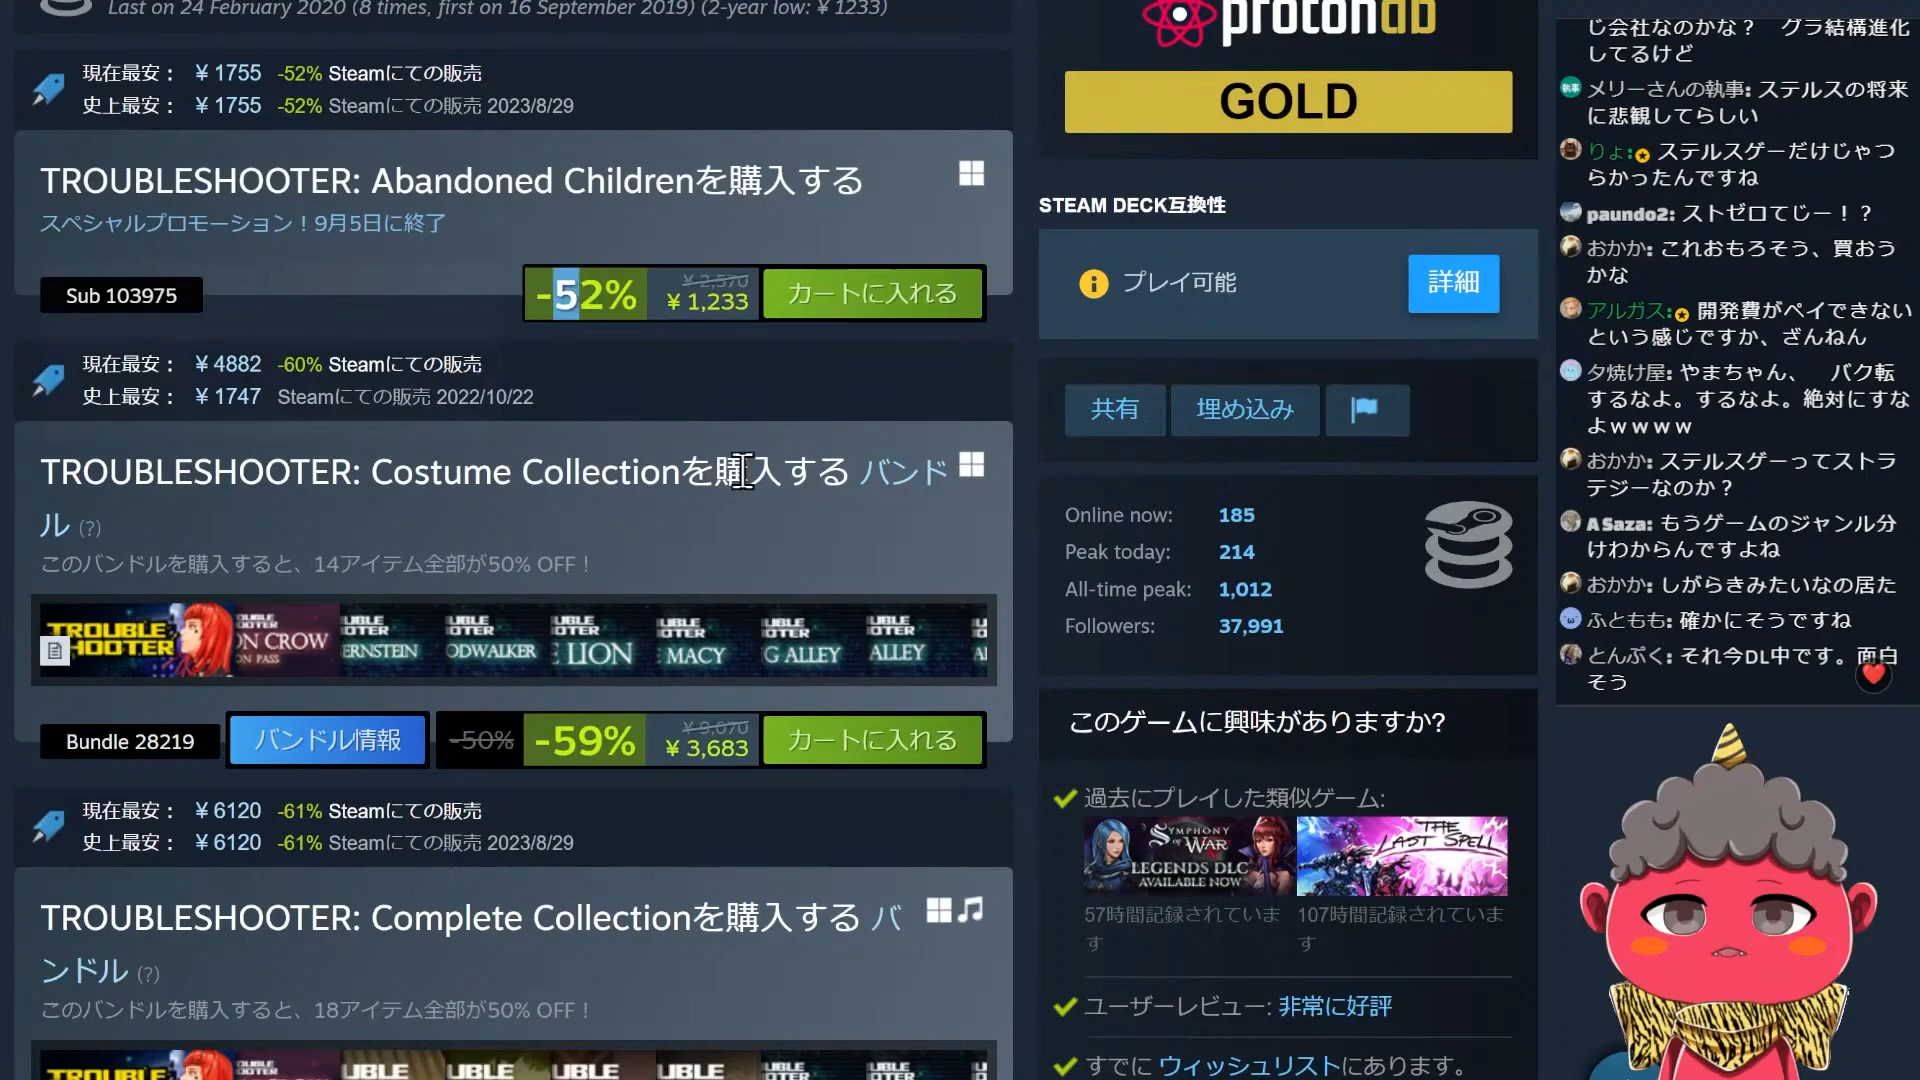 Last on 24 February 2020 (8 times, first on 16 September 2019) (2-year low: ¥ 1233)
現在最安： ¥ 1755 -52% Steamにての販売
史上最安： ¥ 1755 -52% Steamにての販売 2023/8/29
TROUBLESHOOTER: Abandoned Childrenを購入する
スペシャルプロモーション！9月5日に終了
Sub 103975
-52%
¥ 2,570
¥ 1,233
カートに入れる
現在最安： ¥ 4882 -60% Steamにての販売
史上最安： ¥ 1747 Steamにての販売 2022/10/22
TROUBLESHOOTER: Costume Collectionを購入する バンド
ル (?)
このバンドルを購入すると、14アイテム全部が50% OFF！
TROUBLE
SHOOTER
ON CROW
ON PASS
ERNSTEIN
ODWALKER
E LION
MACY
G ALLEY
ALLEY
Bundle 28219
バンドル情報
-50%
-59%
¥ 9,070
¥ 3,683
カートに入れる
現在最安： ¥ 6120 -61% Steamにての販売
史上最安： ¥ 6120 -61% Steamにての販売 2023/8/29
TROUBLESHOOTER: Complete Collectionを購入する バ
ンドル (?)
このバンドルを購入すると、18アイテム全部が50% OFF！
protondb
GOLD
STEAM DECK互換性
プレイ可能
詳細
共有
埋め込み
Online now: 185
Peak today: 214
All-time peak: 1,012
Followers: 37,991
このゲームに興味がありますか?
過去にプレイした類似ゲーム:
SYMPHONY
OF WAR
LEGENDS DLC
AVAILABLE NOW
THE
LAST SPELL
57時間記録されていま
す
107時間記録されていま
す
ユーザーレビュー: 非常に好評
すでに ウィッシュリストにあります。
じ会社なのかな？　グラ結構進化
してるけど
執事
メリーさんの執事: ステルスの将来
に悲観してらしい
りょ: ステルスゲーだけじゃつ
らかったんですね
paundo2: ストゼロてじー！？
おかか: これおもろそう、買おう
かな
アルガス: 開発費がペイできない
という感じですか、ざんねん
夕焼け屋: やまちゃん、　バク転
するなよ。するなよ。絶対にすな
よｗｗｗｗ
おかか: ステルスゲーってストラ
テジーなのか？
A Saza: もうゲームのジャンル分
けわからんですよね
おかか: しがらきみたいなの居た
ふともも: 確かにそうですね
とんぷく: それ今DL中です。面白
そう